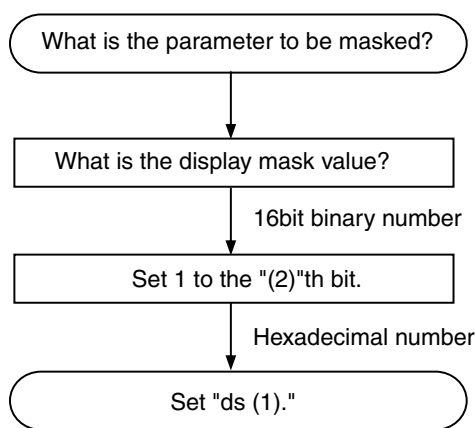 What is the parameter to be masked?
What is the display mask value?
16bit binary number
Set 1 to the "(2)"th bit.
Hexadecimal number
Set "ds (1)."